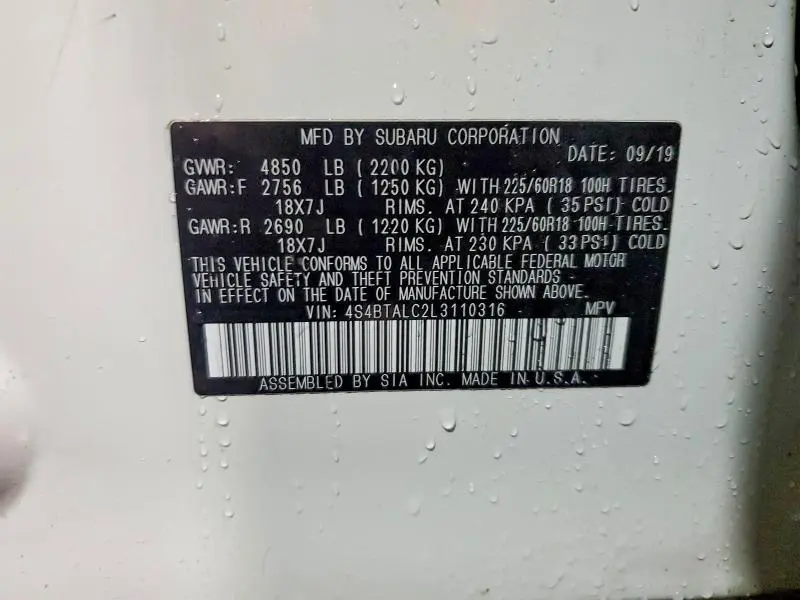 MFD BY SUBARU CORPORATION
DATE: 09/19
GVWR: 4850 LB (2200 KG)
GAWR:F 2756 LB (1250 KG) WITH 225/60R18 100H TIRES.
18X7J RIMS. AT 240 KPA (35 PSI) COLD
GAWR:R 2690 LB (1220 KG) WITH 225/60R18 100H TIRES.
18X7J RIMS. AT 230 KPA (33 PSI) COLD
THIS VEHICLE CONFORMS TO ALL APPLICABLE FEDERAL MOTOR
VEHICLE SAFETY AND THEFT PREVENTION STANDARDS
IN EFFECT ON THE DATE OF MANUFACTURE SHOWN ABOVE.
VIN: 4S4BTALC2L3110316 MPV
ASSEMBLED BY SIA INC. MADE IN U.S.A.